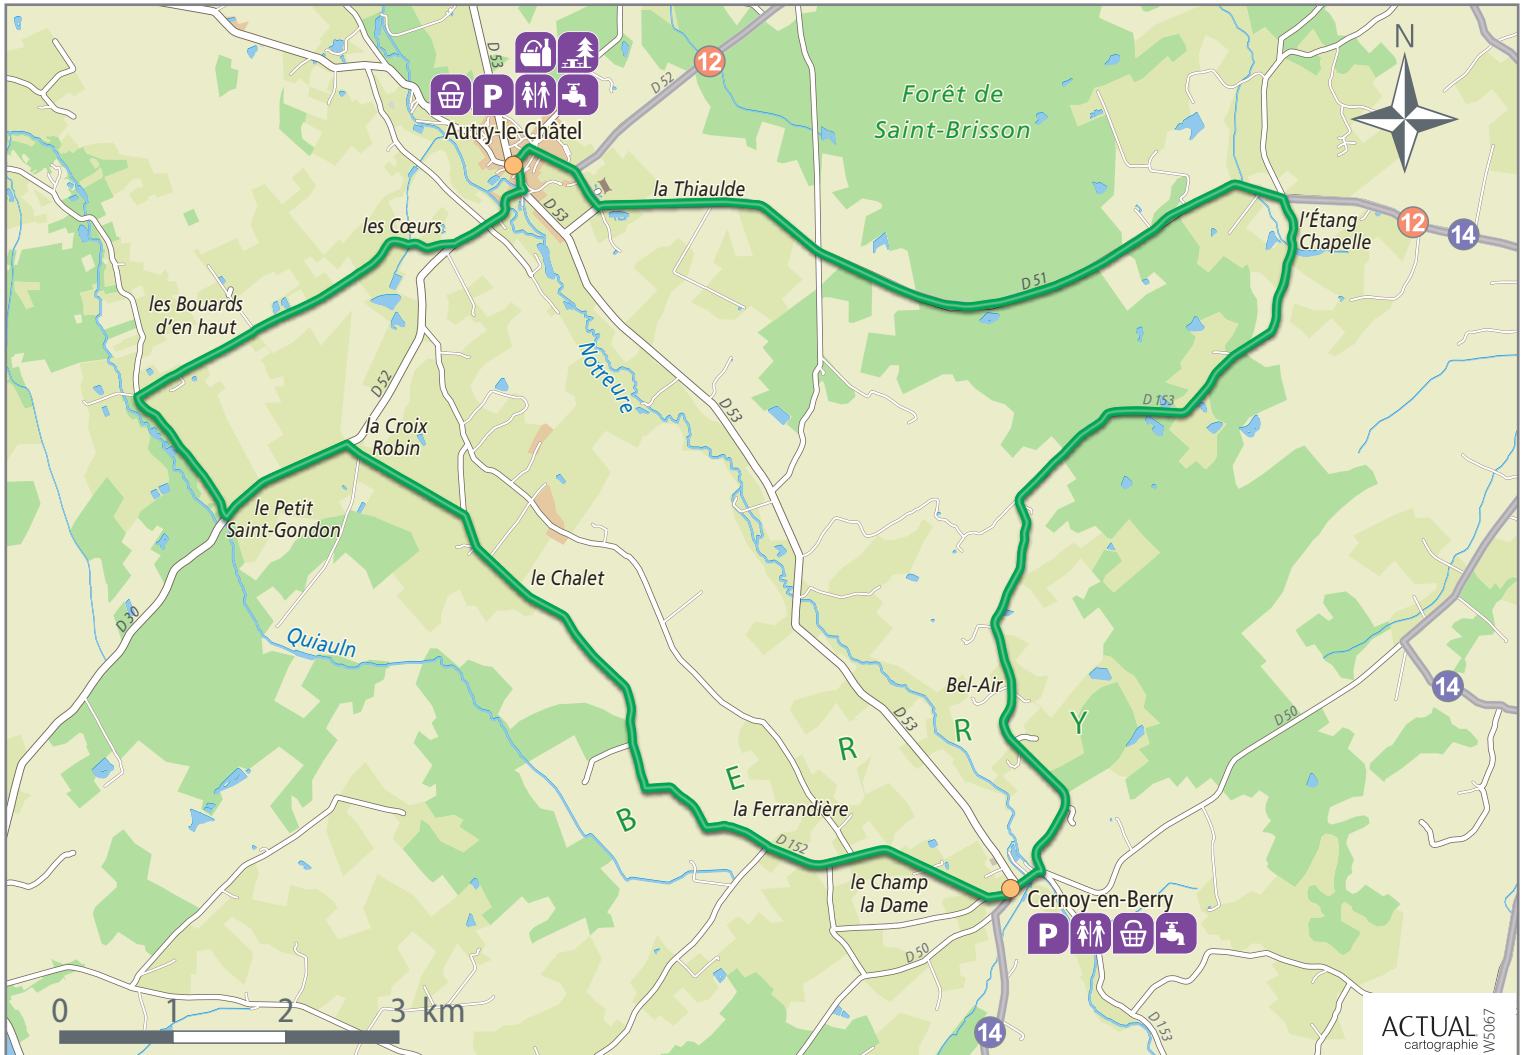 D 53
12
N
D 52
Forêt de
Saint-Brisson
P
Autry-le-Châtel
la Thiaulde
D 53
les Cœurs
l’Étang
Chapelle
12
14
D 51
les Bouards
d’en haut
Notreure
D 52
D 53
D 153
la Croix
Robin
le Petit
Saint-Gondon
le Chalet
D 30
Quiauln
Bel-Air
14
D 50
D 53
B E R R Y
la Ferrandière
D 152
le Champ
la Dame
Cernoy-en-Berry
P
D 50
0 1 2 3 km
14
D 153
ACTUAL
cartographie
W5067